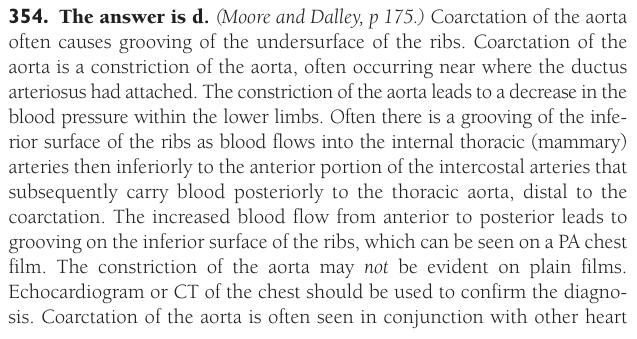 354. The answer is d. (Moore and Dalley, p 175.) Coarctation of the aorta
often causes grooving of the undersurface of the ribs. Coarctation of the
aorta is a constriction of the aorta, often occurring near where the ductus
arteriosus had attached. The constriction of the aorta leads to a decrease in the
blood pressure within the lower limbs. Often there is a grooving of the infe-
rior surface of the ribs as blood flows into the internal thoracic (mammary)
arteries then inferiorly to the anterior portion of the intercostal arteries that
subsequently carry blood posteriorly to the thoracic aorta, distal to the
coarctation. The increased blood flow from anterior to posterior leads to
grooving on the inferior surface of the ribs, which can be seen on a PA chest
film. The constriction of the aorta may not be evident on plain films.
Echocardiogram or CT of the chest should be used to confirm the diagno-
sis. Coarctation of the aorta is often seen in conjunction with other heart